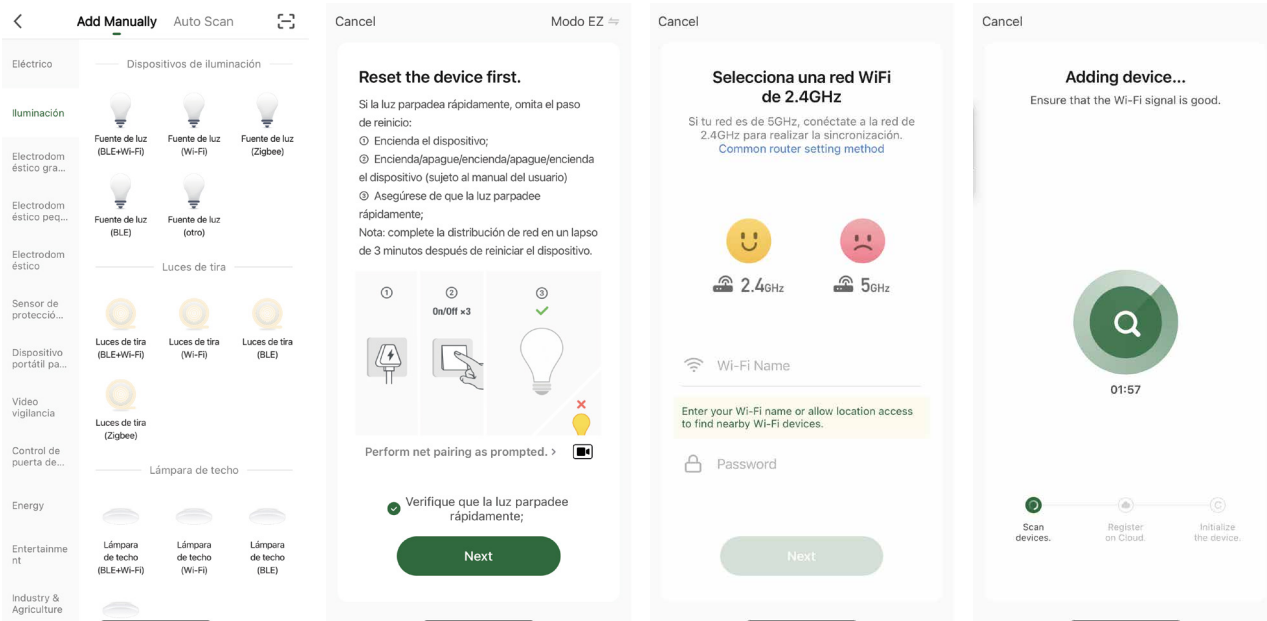 Add Manually Auto Scan
Eléctrico
Iluminación
Electrodom
éstico gra...
Electrodom
éstico peq...
Electrodom
éstico
Sensor de
protecció...
Dispositivo
portátil pa...
Video
vigilancia
Control de
puerta de...
Energy
Entertainme
nt
Industry &
Agriculture
Dispositivos de iluminación
Fuente de luz Fuente de luz Fuente de luz
(BLE+Wi-Fi) (Wi-Fi) (Zigbee)
Fuente de luz Fuente de luz
(BLE) (otro)
Luces de tira
Luces de tira Luces de tira Luces de tira
(BLE+Wi-Fi) (Wi-Fi) (BLE)
Luces de tira
(Zigbee)
Lámpara de techo
Lámpara Lámpara Lámpara
de techo de techo de techo
(BLE+Wi-Fi) (Wi-Fi) (BLE)
Cancel Modo EZ
Reset the device first.
Si la luz parpadea rápidamente, omita el paso
de reinicio:
① Encienda el dispositivo;
② Encienda/apague/encienda/apague/encienda
el dispositivo (sujeto al manual del usuario)
③ Asegúrese de que la luz parpadee
rápidamente;
Nota: complete la distribución de red en un lapso
de 3 minutos después de reiniciar el dispositivo.
① ② ③
On/Off ×3
Perform net pairing as prompted. >
Verifique que la luz parpadee
rápidamente;
Next
Cancel
Selecciona una red WiFi
de 2.4GHz
Si tu red es de 5GHz, conéctate a la red de
2.4GHz para realizar la sincronización.
Common router setting method
2.4GHz 5GHz
Wi-Fi Name
Enter your Wi-Fi name or allow location access
to find nearby Wi-Fi devices.
Password
Next
Cancel
Adding device...
Ensure that the Wi-Fi signal is good.
01:57
Scan Register Initialize
devices. on Cloud. the device.